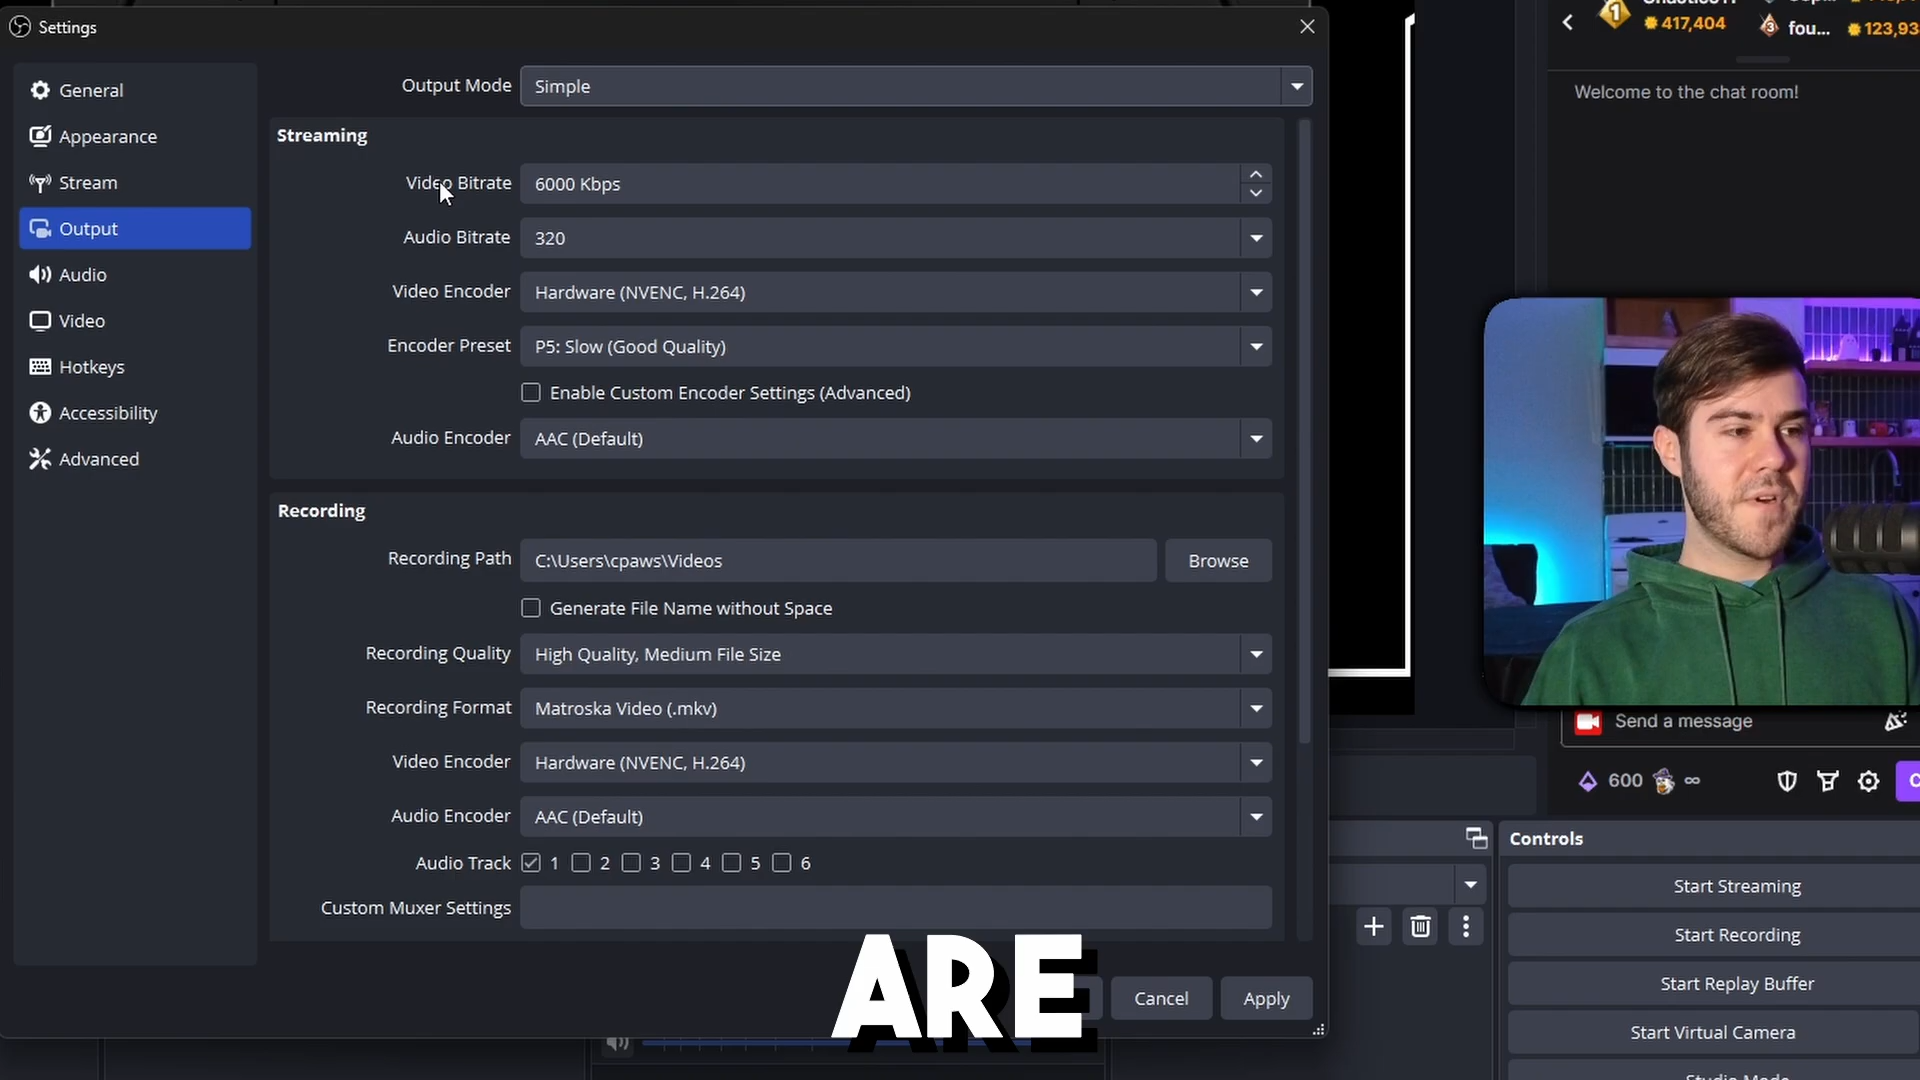 Settings
General
Appearance
Stream
Output
Audio
Video
Hotkeys
Accessibility
Advanced
Output Mode Simple
Streaming
Video Bitrate 6000 Kbps
Audio Bitrate 320
Video Encoder Hardware (NVENC, H.264)
Encoder Preset P5: Slow (Good Quality)
Enable Custom Encoder Settings (Advanced)
Audio Encoder AAC (Default)
Recording
Recording Path C:\Users\cpaws\Videos Browse
Generate File Name without Space
Recording Quality High Quality, Medium File Size
Recording Format Matroska Video (.mkv)
Video Encoder Hardware (NVENC, H.264)
Audio Encoder AAC (Default)
Audio Track 1 2 3 4 5 6
Custom Muxer Settings
ARE
Cancel Apply
1 417,404
3 fou... 123,93
Welcome to the chat room!
Send a message
600 ∞
Controls
Start Streaming
Start Recording
Start Replay Buffer
Start Virtual Camera